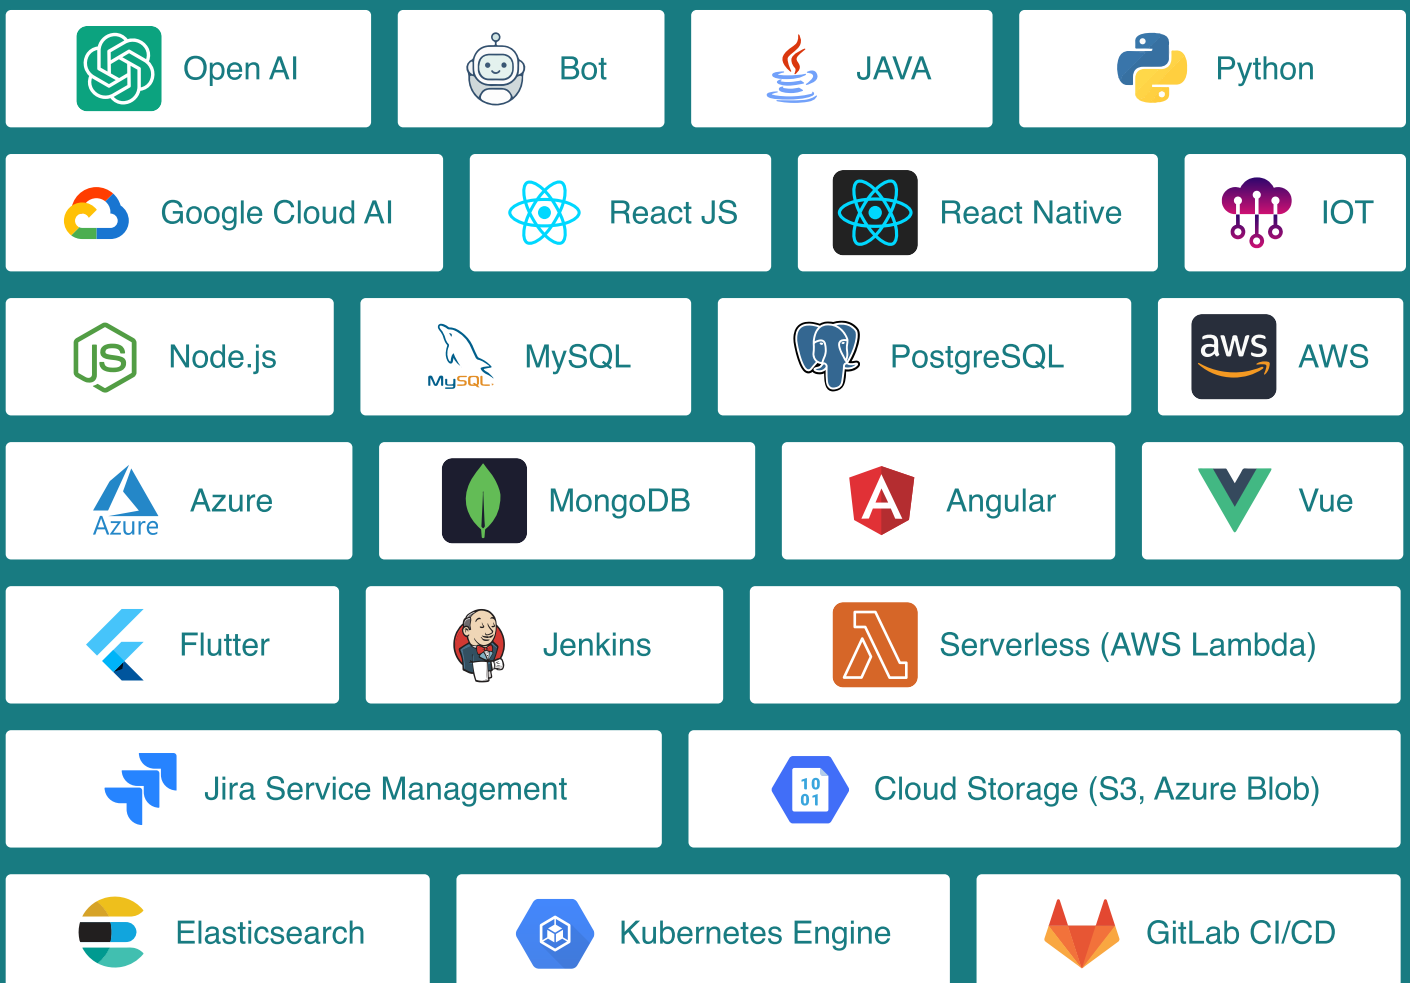 Open AI
Bot
JAVA
Python
Google Cloud AI
React JS
React Native
IOT
JS
Node.js
MySQL.
MySQL
PostgreSQL
aws
AWS
Azure
Azure
MongoDB
A
Angular
Vue
Flutter
Jenkins
Serverless (AWS Lambda)
Jira Service Management
10
01
Cloud Storage (S3, Azure Blob)
Elasticsearch
Kubernetes Engine
GitLab CI/CD